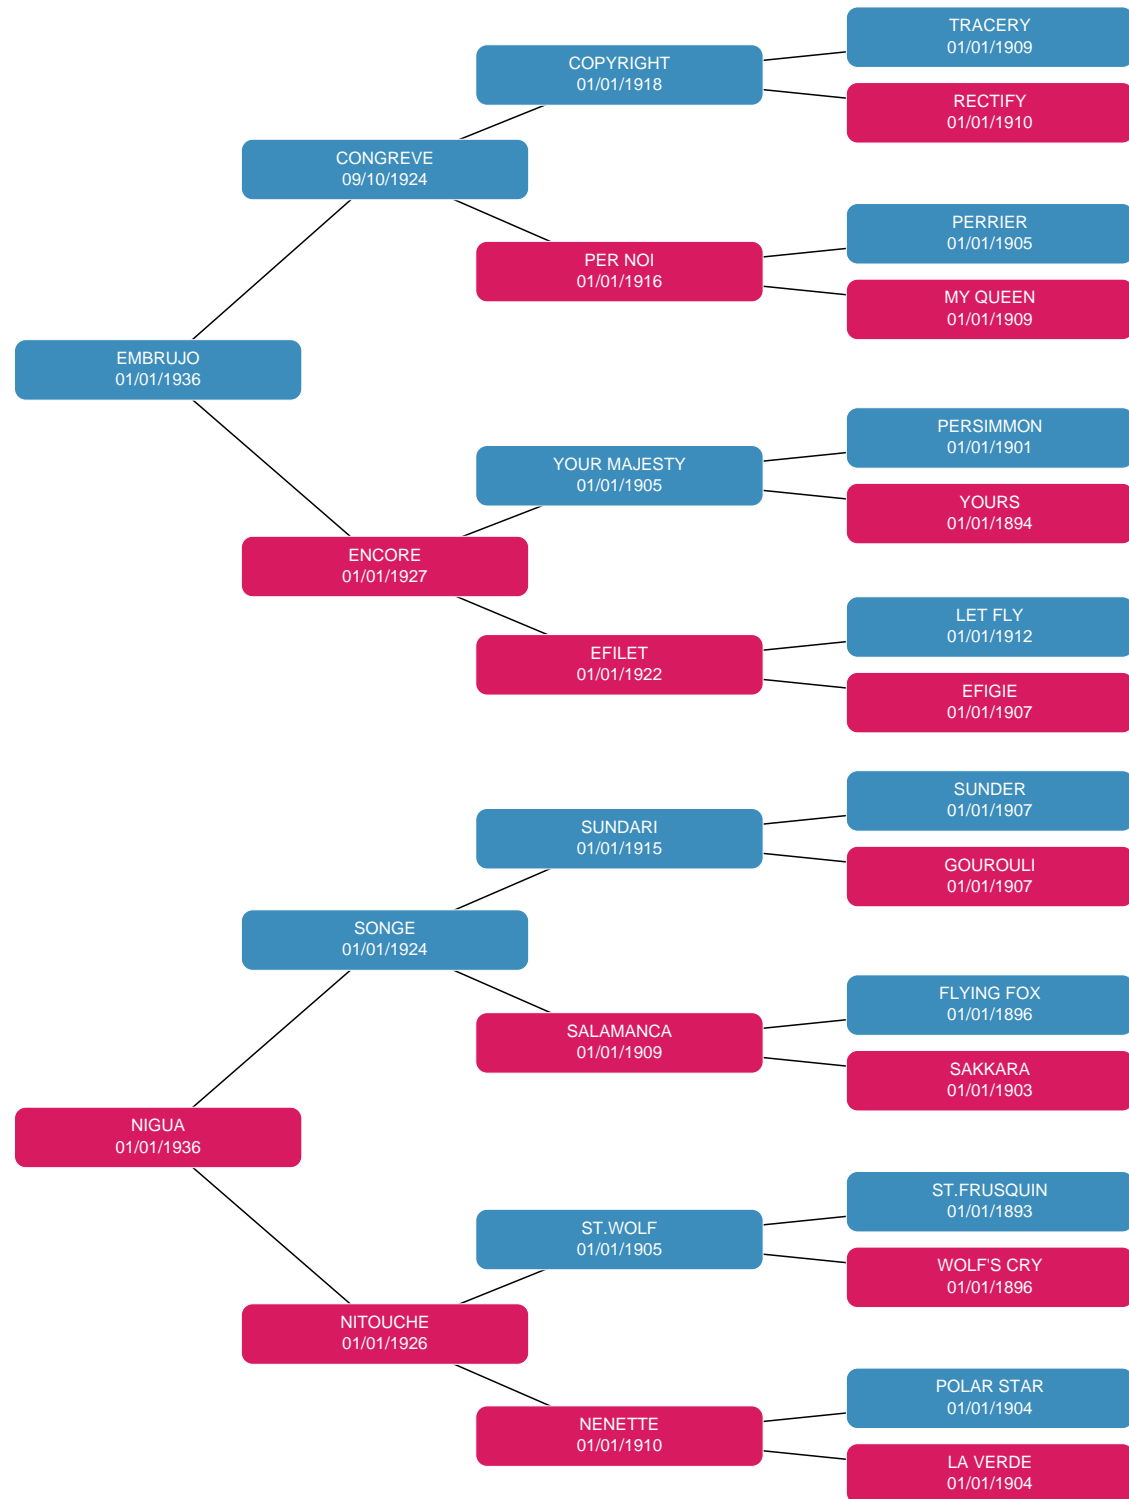 TRACERY
01/01/1909
COPYRIGHT
01/01/1918
RECTIFY
01/01/1910
CONGREVE
09/10/1924
PERRIER
01/01/1905
PER NOI
01/01/1916
MY QUEEN
01/01/1909
EMBRUJO
01/01/1936
PERSIMMON
01/01/1901
YOUR MAJESTY
01/01/1905
YOURS
01/01/1894
ENCORE
01/01/1927
LET FLY
01/01/1912
EFILET
01/01/1922
EFIGIE
01/01/1907
SUNDER
01/01/1907
SUNDARI
01/01/1915
GOUROULI
01/01/1907
SONGE
01/01/1924
FLYING FOX
01/01/1896
SALAMANCA
01/01/1909
SAKKARA
01/01/1903
NIGUA
01/01/1936
ST.FRUSQUIN
01/01/1893
ST.WOLF
01/01/1905
WOLF'S CRY
01/01/1896
NITOUCHE
01/01/1926
POLAR STAR
01/01/1904
NENETTE
01/01/1910
LA VERDE
01/01/1904